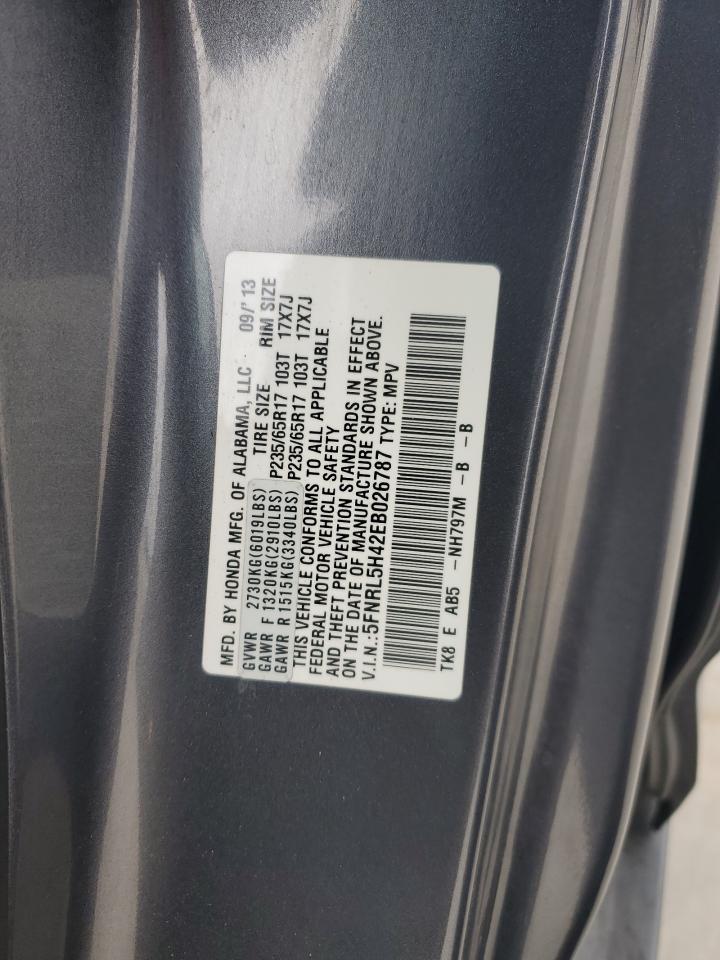 MFD. BY HONDA MFG. OF ALABAMA, LLC 09/'13
GVWR 2730KG(6019LBS) TIRE SIZE RIM SIZE
GAWR F 1320KG(2910LBS) P235/65R17 103T 17X7J
GAWR R 1515KG(3340LBS) P235/65R17 103T 17X7J
THIS VEHICLE CONFORMS TO ALL APPLICABLE
FEDERAL MOTOR VEHICLE SAFETY
AND THEFT PREVENTION STANDARDS IN EFFECT
ON THE DATE OF MANUFACTURE SHOWN ABOVE.
V.I.N.:5FNRL5H42EB026787 TYPE: MPV
TK8 E AB5 -NH797M -B -B